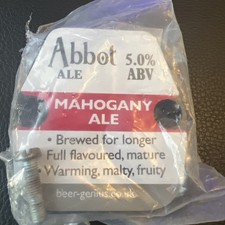 Abbot
ALE
5.0%
ABV
MAHOGANY
ALE
• Brewed for longer
Full flavoured, mature
• Warming, malty, fruity
beer-genius.co.uk